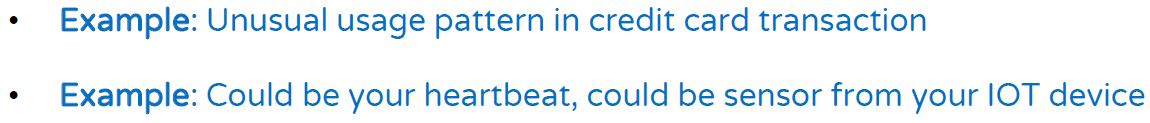 • Example: Unusual usage pattern in credit card transaction
• Example: Could be your heartbeat, could be sensor from your IOT device